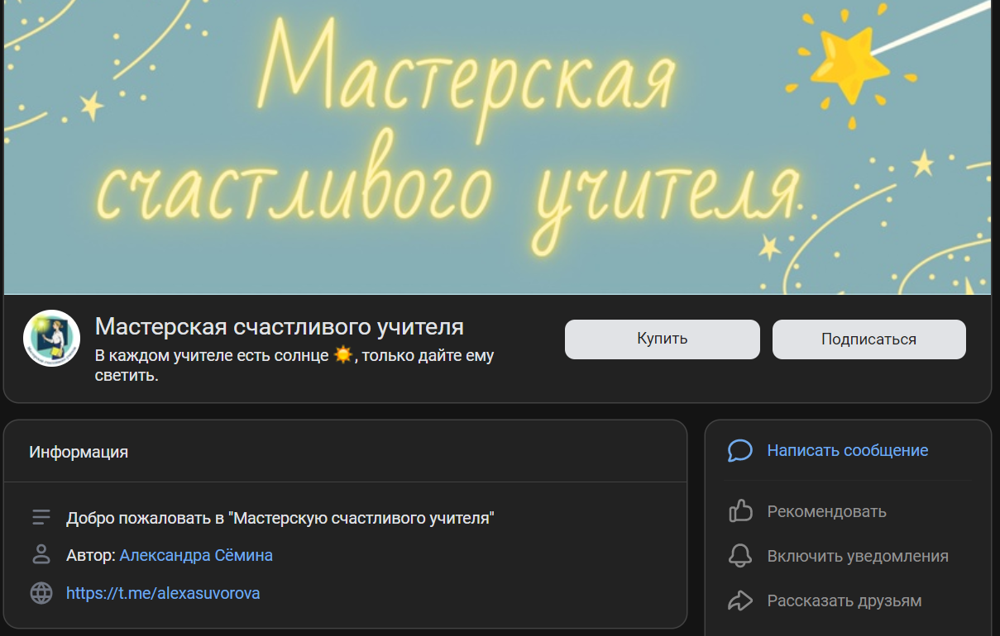 Мастерская
счастливого учителя
Мастерская счастливого учителя
В каждом учителе есть солнце ☀️, только дайте ему
светить.
Купить
Подписаться
Информация
Добро пожаловать в "Мастерскую счастливого учителя"
Автор: Александра Сёмина
https://t.me/alexasuvorova
Написать сообщение
Рекомендовать
Включить уведомления
Рассказать друзьям